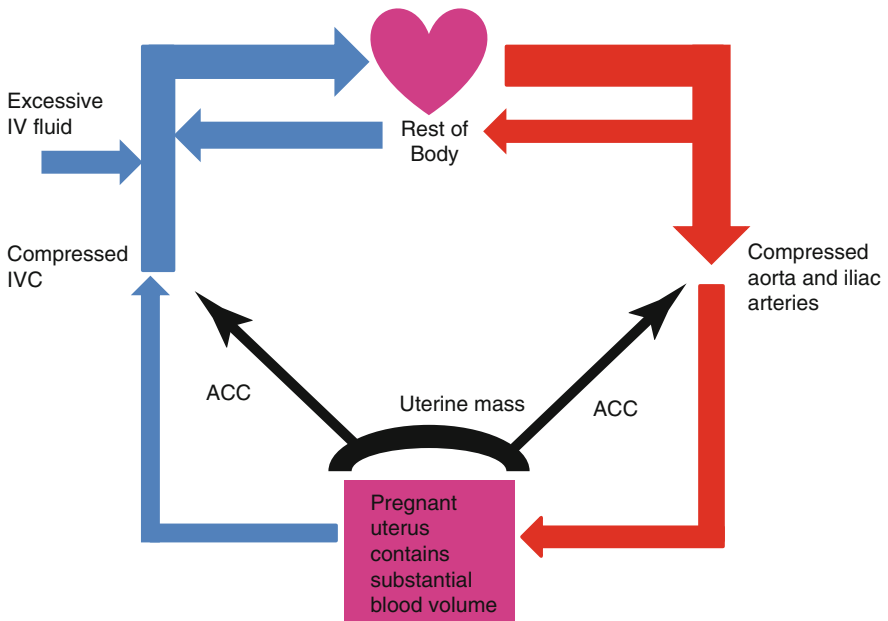 Excessive
IV fluid
Rest of
Body
Compressed
IVC
Compressed
aorta and iliac
arteries
ACC
Uterine mass
ACC
Pregnant
uterus
contains
substantial
blood volume